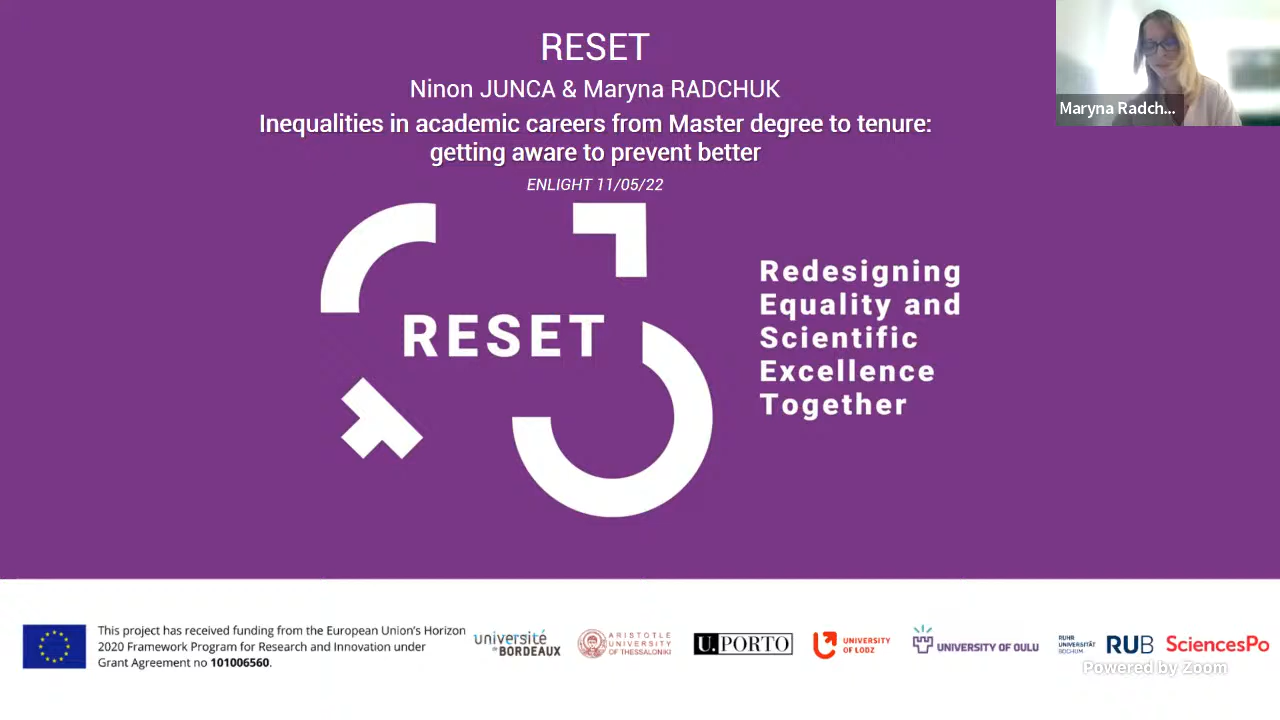 RESET
Ninon JUNCA & Maryna RADCHUK
Inequalities in academic careers from Master degree to tenure:
getting aware to prevent better
ENLIGHT 11/05/22
Maryna Radch...
RESET
Redesigning
Equality and
Scientific
Excellence
Together
This project has received funding from the European Union's Horizon
2020 Framework Program for Research and Innovation under
Grant Agreement no 101006560.
université
de BORDEAUX
ARISTOTLE
UNIVERSITY
OF THESSALONIKI
U.PORTO
UNIVERSITY
OF LODZ
UNIVERSITY OF OULU
RUHR
UNIVERSITÄT
BOCHUM
RUB
SciencesPo
Powered by Zoom